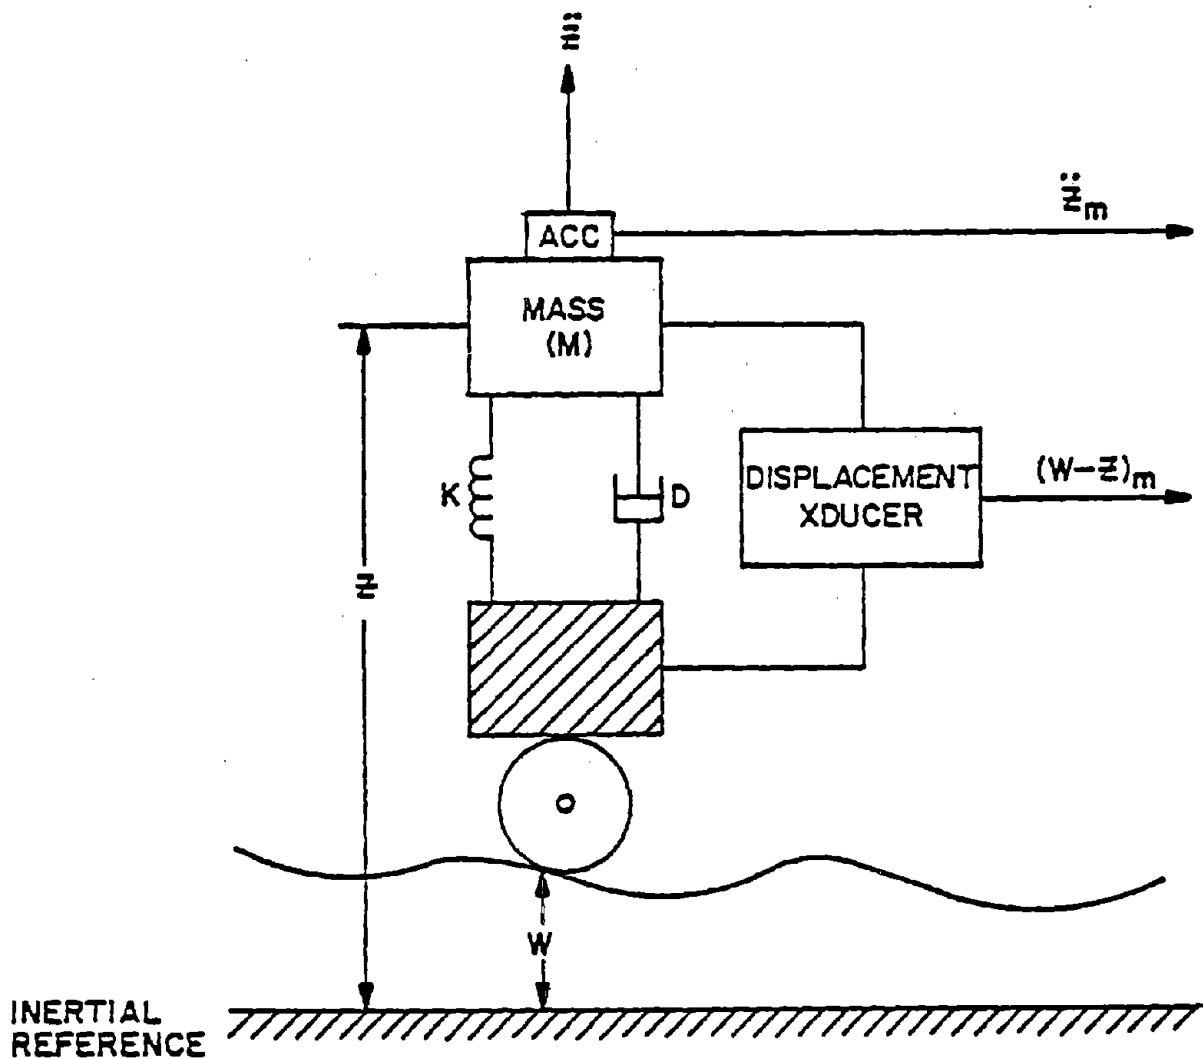 z̈
z̈m
ACC
MASS
(M)
K
D
DISPLACEMENT
XDUCER
(W-z)m
z
W
INERTIAL
REFERENCE